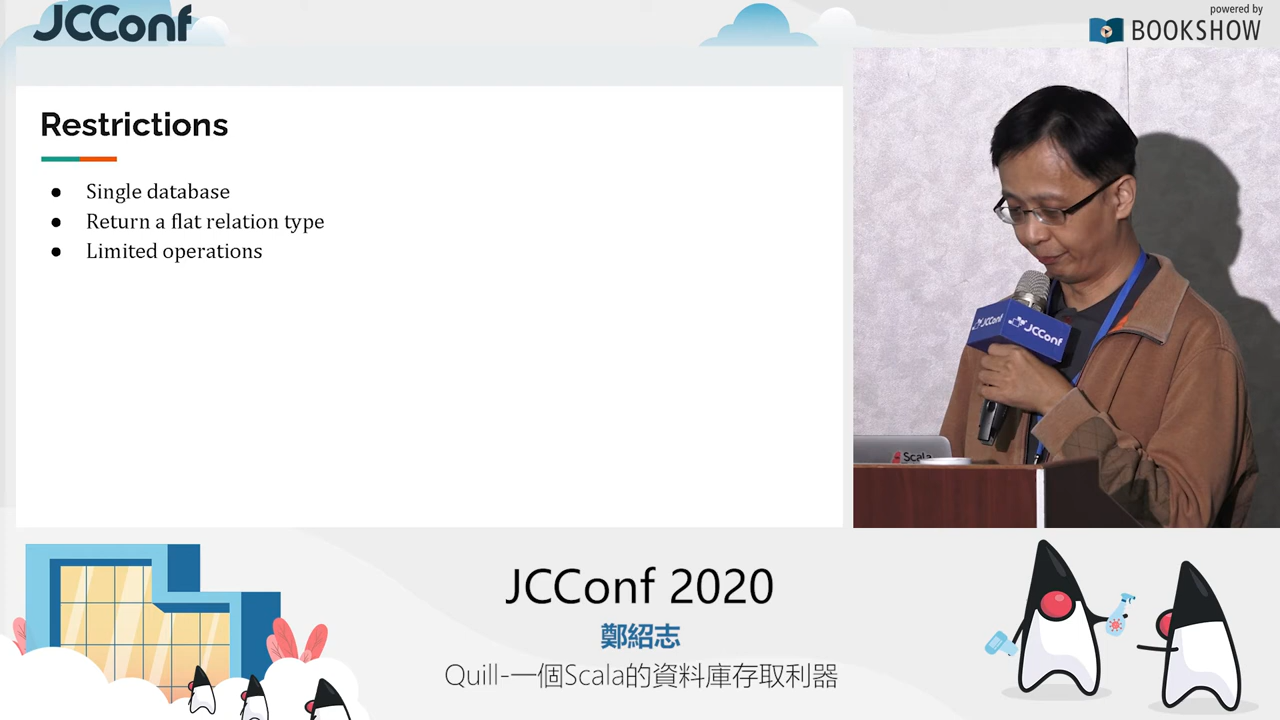 JCConf
powered by
BOOKSHOW
Restrictions
● Single database
● Return a flat relation type
● Limited operations
JCConf
JCConf
Scala
JCConf 2020
鄭紹志
Quill-一個Scala的資料庫存取利器